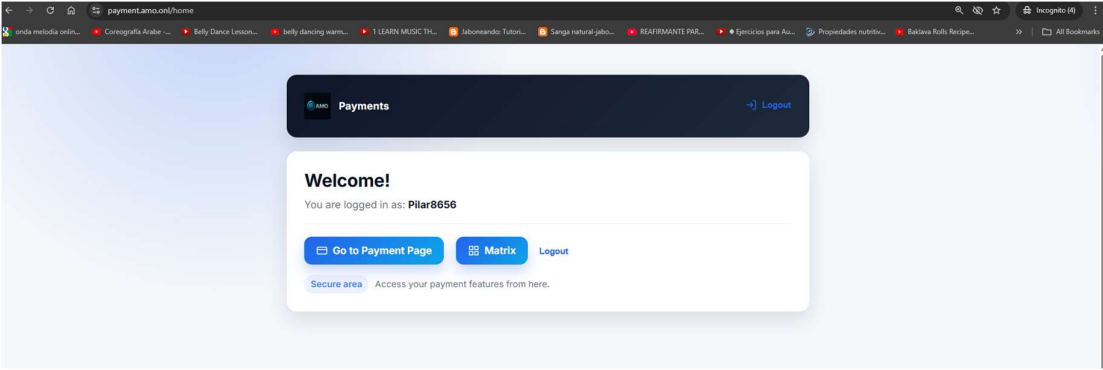 payment.amo.onl/home
Incognito (4)
onda melodia onlin...
Coreografía Arabe -...
Belly Dance Lesson...
belly dancing warm...
1 LEARN MUSIC TH...
Jaboneando: Tutori...
Sanga natural-jabo...
REAFIRMANTE PAR...
Ejercicios para Au...
Propiedades nutritiv...
Baklava Rolls Recipe...
»
All Bookmarks
AMO
Payments
Logout
Welcome!
You are logged in as: Pilar8656
Go to Payment Page
Matrix
Logout
Secure area
Access your payment features from here.